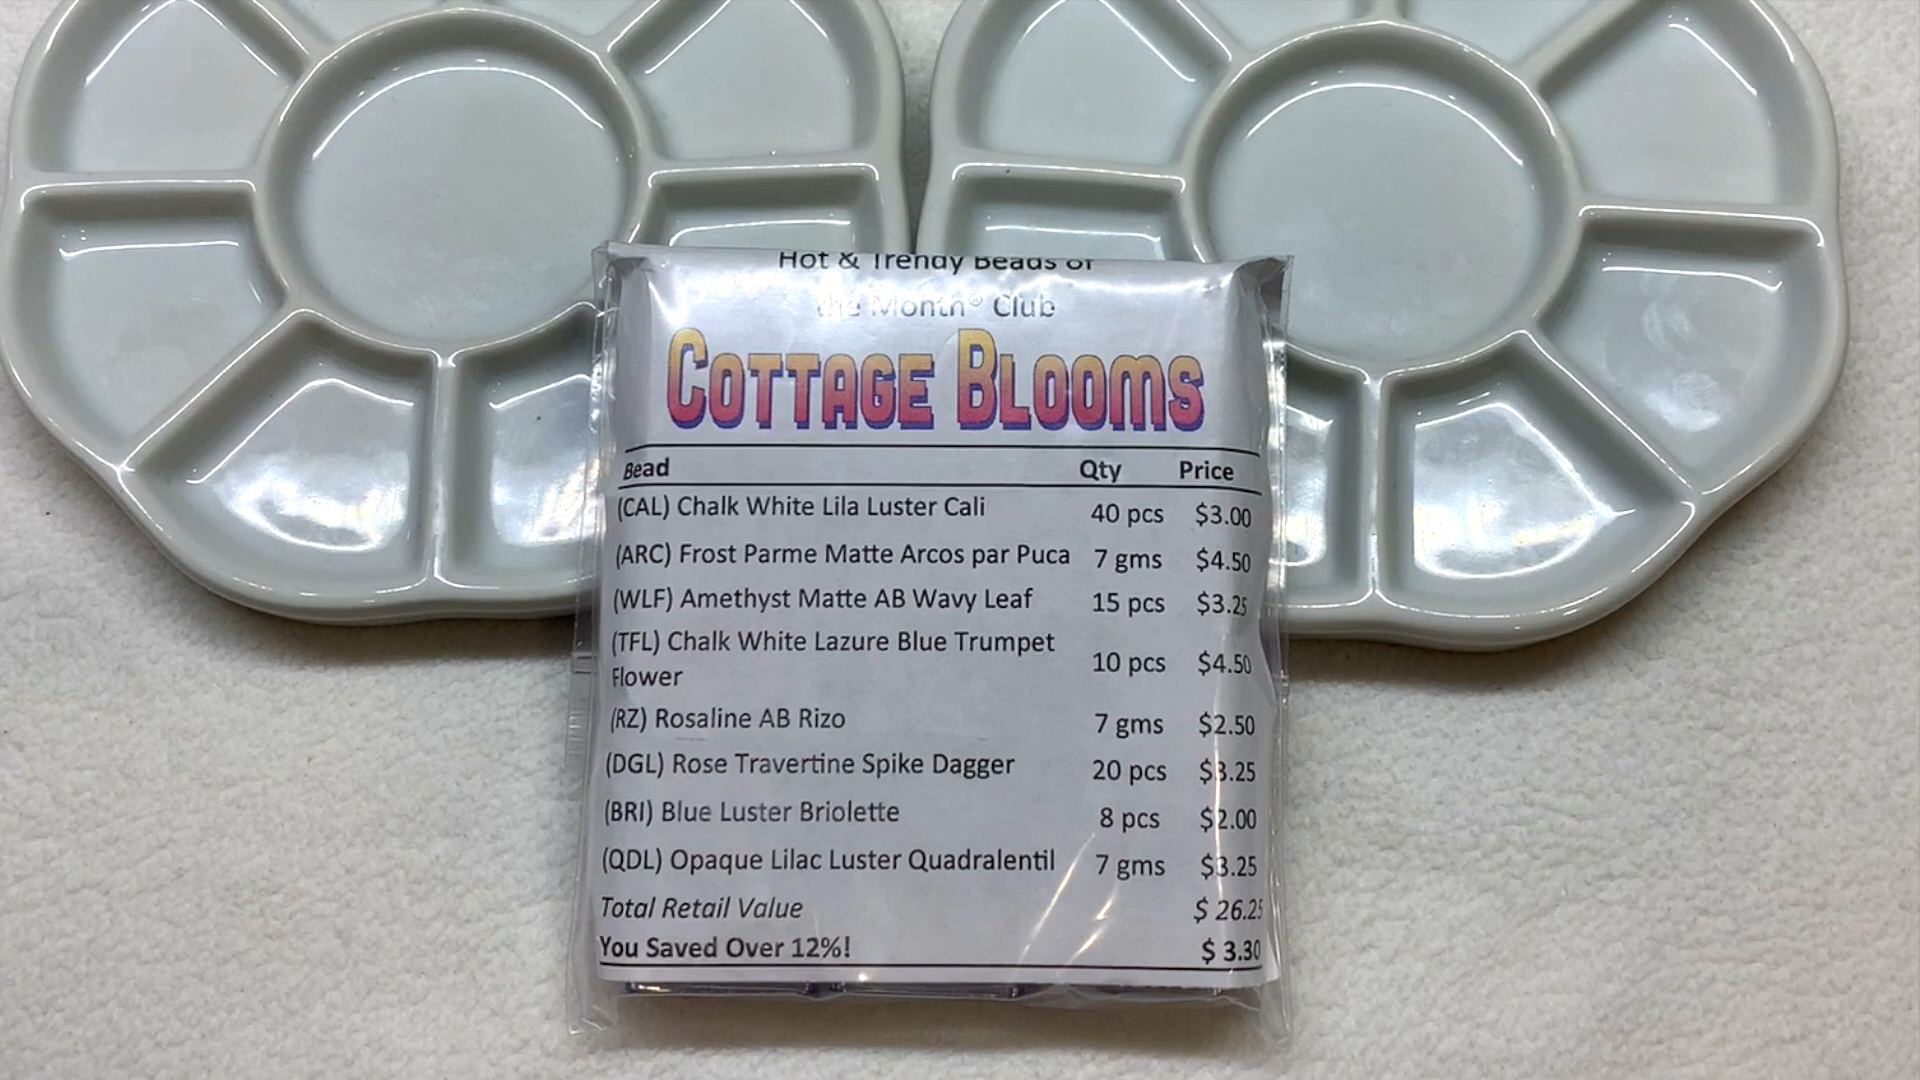 Hot & Trendy Beads of
the Month® Club
COTTAGE BLOOMS
Bead Qty Price
(CAL) Chalk White Lila Luster Cali 40 pcs $3.00
(ARC) Frost Parme Matte Arcos par Puca 7 gms $4.50
(WLF) Amethyst Matte AB Wavy Leaf 15 pcs $3.25
(TFL) Chalk White Lazure Blue Trumpet
Flower 10 pcs $4.50
(RZ) Rosaline AB Rizo 7 gms $2.50
(DGL) Rose Travertine Spike Dagger 20 pcs $3.25
(BRI) Blue Luster Briolette 8 pcs $2.00
(QDL) Opaque Lilac Luster Quadralentil 7 gms $3.25
Total Retail Value $ 26.25
You Saved Over 12%! $ 3.30